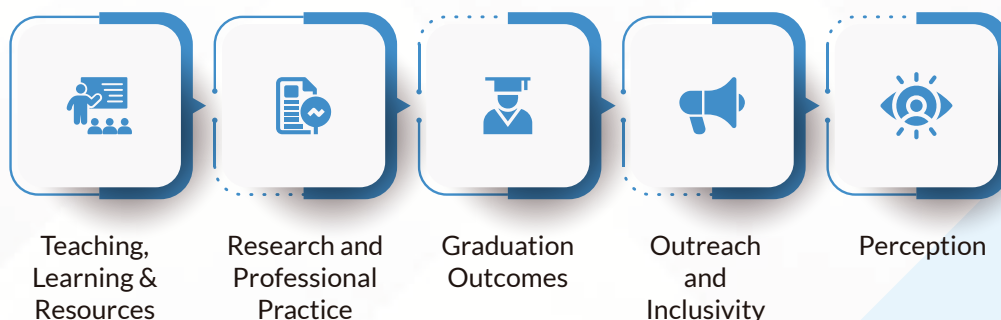 Teaching,
Learning &
Resources
Research and
Professional
Practice
Graduation
Outcomes
Outreach
and
Inclusivity
Perception